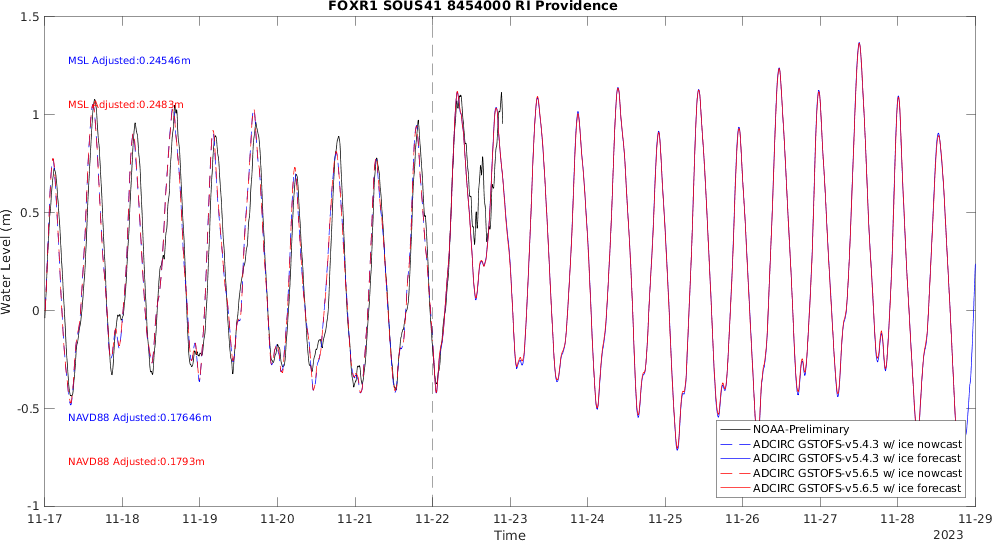 FOXR1 SOUS41 8454000 RI Providence
1.5
MSL Adjusted:0.24546m
MSL Adjusted:0.2483m
1
0.5
Water Level (m)
0
-0.5
NAVD88 Adjusted:0.17646m
NAVD88 Adjusted:0.1793m
-1
NOAA-Preliminary
ADCIRC GSTOFS-v5.4.3 w/ ice nowcast
ADCIRC GSTOFS-v5.4.3 w/ ice forecast
ADCIRC GSTOFS-v5.6.5 w/ ice nowcast
ADCIRC GSTOFS-v5.6.5 w/ ice forecast
11-17 11-18 11-19 11-20 11-21 11-22 11-23 11-24 11-25 11-26 11-27 11-28 11-29
Time
2023